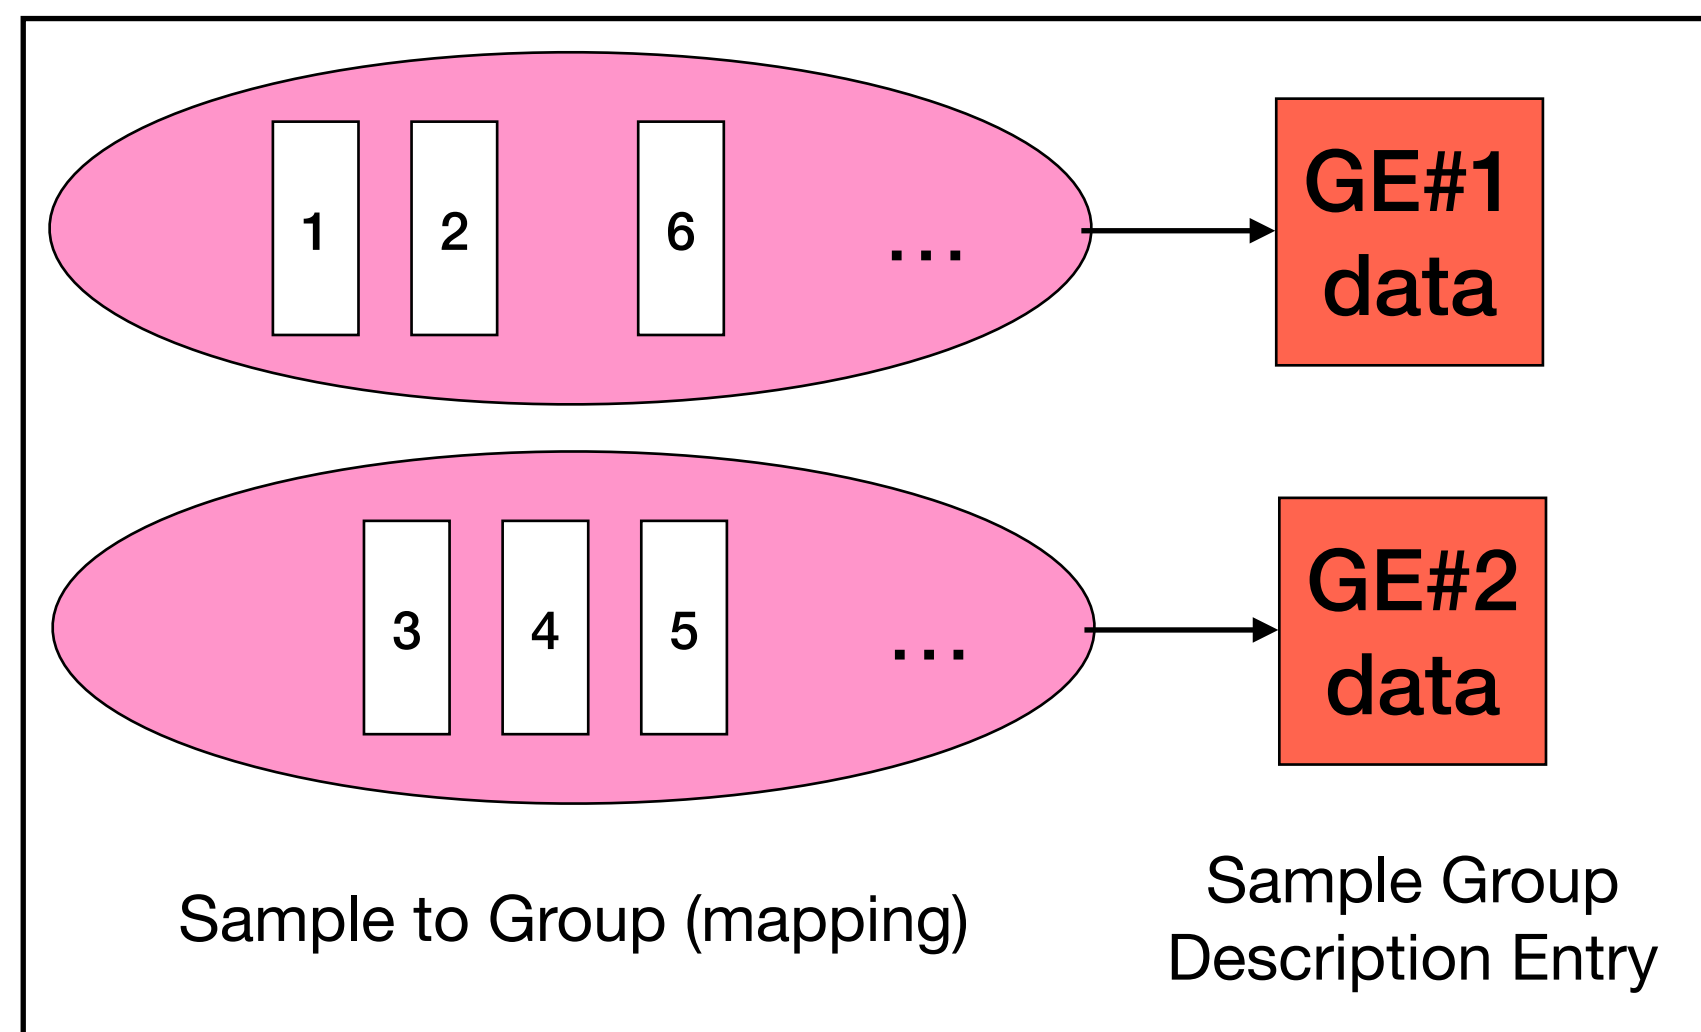 1 2 6 ...
GE#1
data
3 4 5 ...
GE#2
data
Sample to Group (mapping)
Sample Group
Description Entry